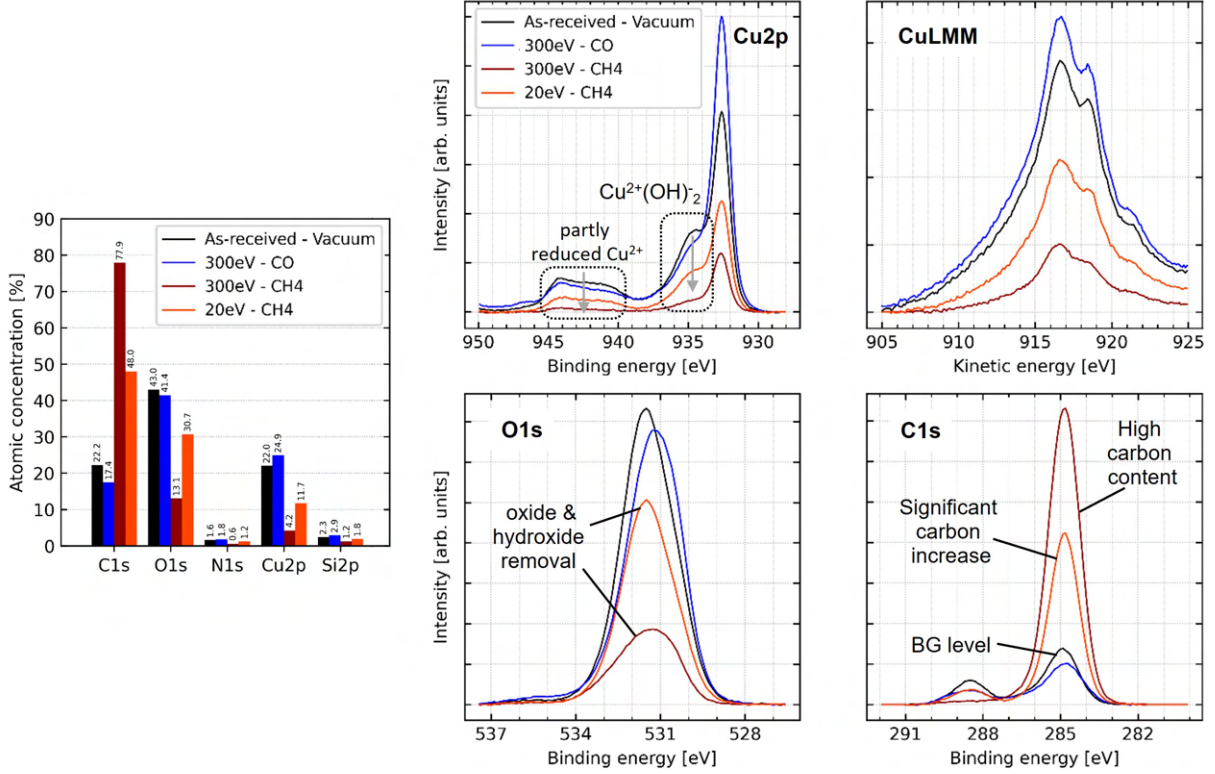 Atomic concentration [%]
90
80
70
60
50
40
30
20
10
0
As-received - Vacuum
300eV - CO
300eV - CH4
20eV - CH4
22.2
17.4
77.9
48.0
43.0
41.4
13.1
30.7
1.6
1.8
0.6
1.2
22.0
24.9
4.2
11.7
2.3
2.9
1.2
1.8
C1s
O1s
N1s
Cu2p
Si2p
Intensity [arb. units]
As-received - Vacuum
300eV - CO
300eV - CH4
20eV - CH4
Cu2p
Cu²⁺(OH)⁻₂
partly
reduced Cu²⁺
950
945
940
935
930
Binding energy [eV]
CuLMM
905
910
915
920
925
Kinetic energy [eV]
Intensity [arb. units]
O1s
oxide &
hydroxide
removal
537
534
531
528
Binding energy [eV]
C1s
High
carbon
content
Significant
carbon
increase
BG level
291
288
285
282
Binding energy [eV]